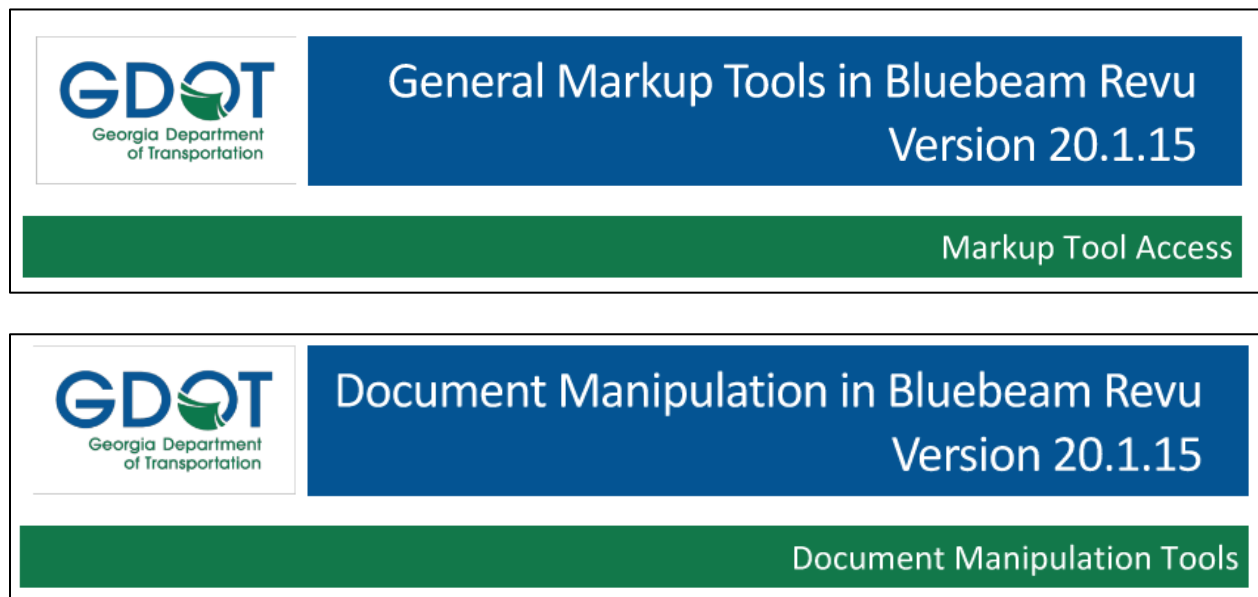 GDOT
Georgia Department
of Transportation
General Markup Tools in Bluebeam Revu
Version 20.1.15
Markup Tool Access
GDOT
Georgia Department
of Transportation
Document Manipulation in Bluebeam Revu
Version 20.1.15
Document Manipulation Tools